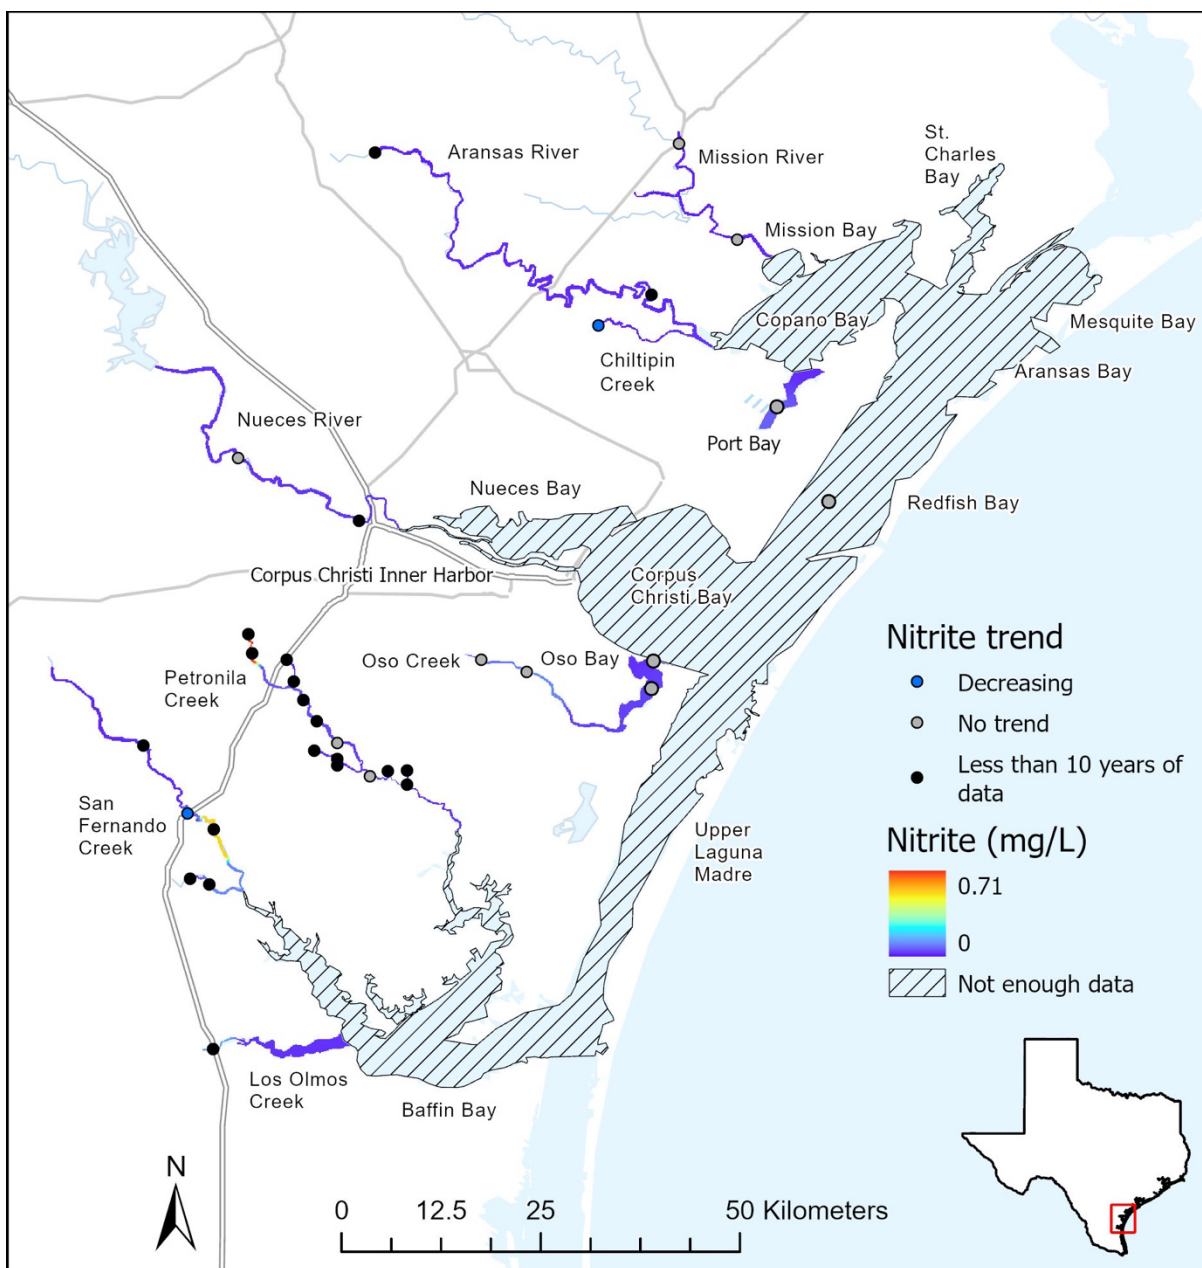 St.
Charles
Bay
Aransas River
Mission River
Mission Bay
Copano Bay
Mesquite Bay
Aransas Bay
Chiltipin
Creek
Nueces River
Port Bay
Nueces Bay
Redfish Bay
Corpus Christi Inner Harbor
Corpus
Christi Bay
Oso Creek
Oso Bay
Petronila
Creek
San
Fernando
Creek
Upper
Laguna
Madre
Los Olmos
Creek
Baffin Bay
Nitrite trend
Decreasing
No trend
Less than 10 years of
data
Nitrite (mg/L)
0.71
0
Not enough data
N
0 12.5 25 50 Kilometers